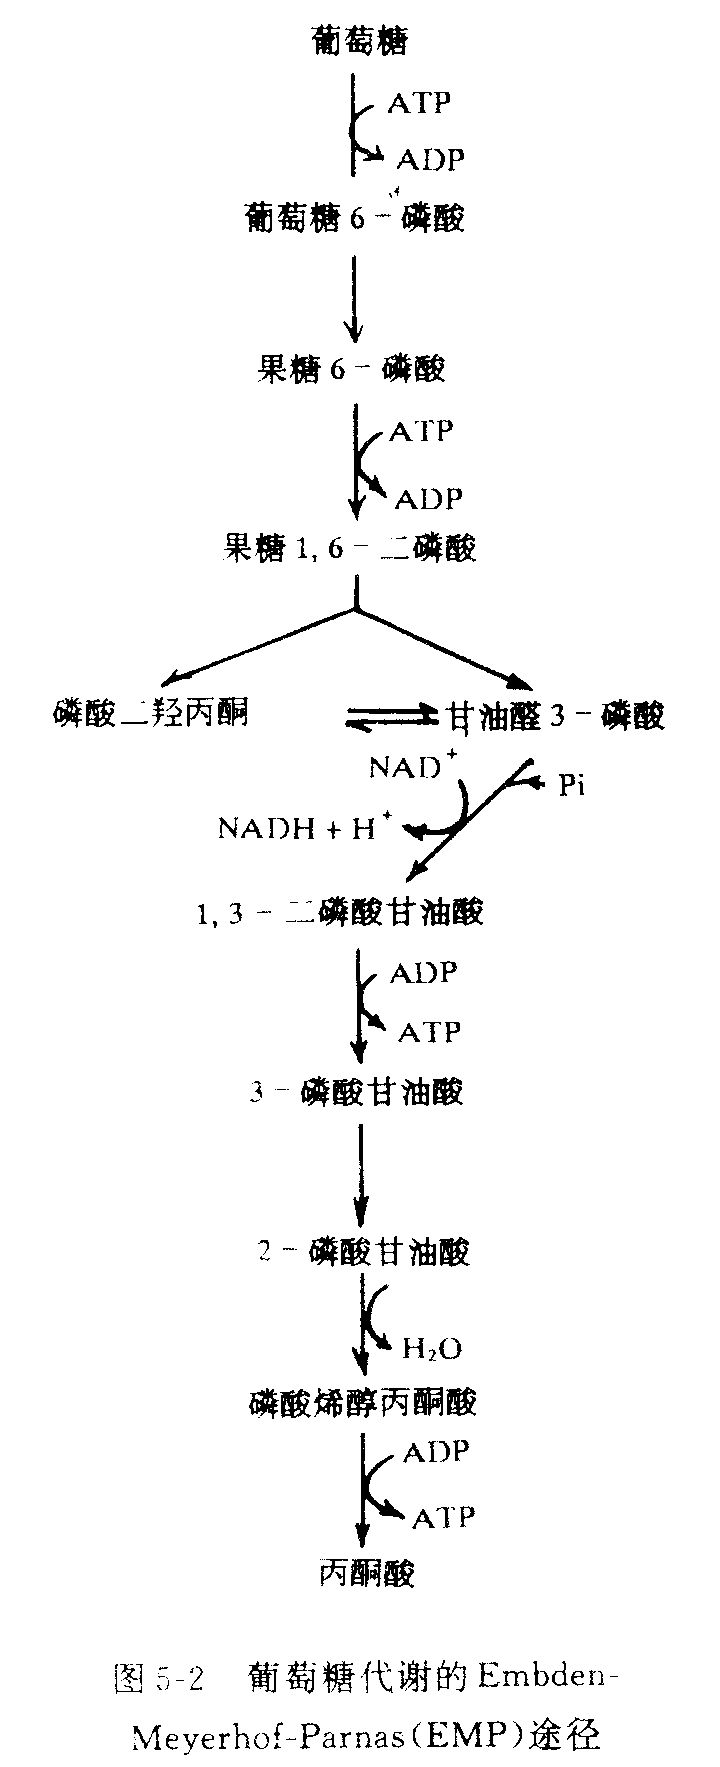 葡萄糖
ATP
ADP
葡萄糖6-磷酸
果糖6-磷酸
ATP
ADP
果糖1,6-二磷酸
磷酸二羟丙酮
甘油醛3-磷酸
NAD⁺
Pi
NADH + H⁺
1,3-二磷酸甘油酸
ADP
ATP
3-磷酸甘油酸
2-磷酸甘油酸
H₂O
磷酸烯醇丙酮酸
ADP
ATP
丙酮酸
图 5-2 葡萄糖代谢的 Embden-
Meyerhof-Parnas(EMP)途径